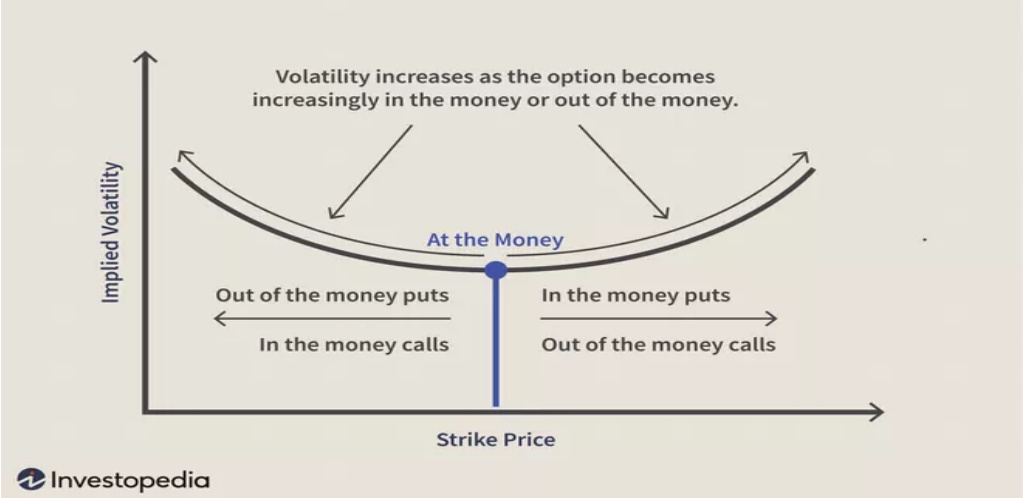 Volatility increases as the option becomes
increasingly in the money or out of the money.
Implied Volatility
At the Money
Out of the money puts
In the money puts
In the money calls
Out of the money calls
Strike Price
Investopedia